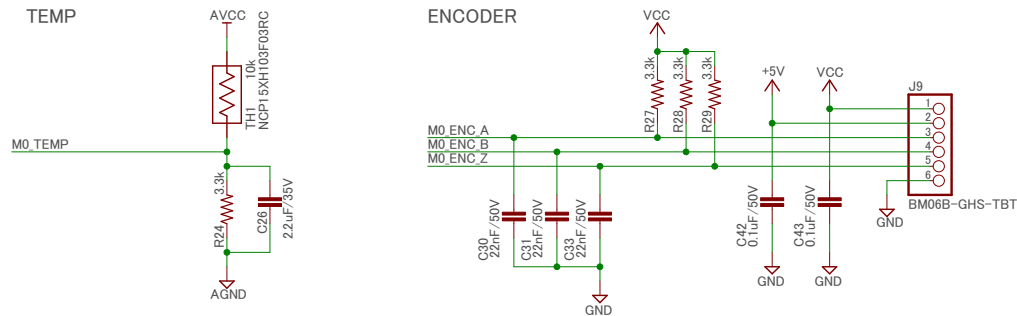 TEMP
AVCC
10k
TH1
NCP15XH103F03RC
M0_TEMP
3.3k
R24
C26
2.2uF/35V
AGND
ENCODER
VCC
3.3k
R27
3.3k
R28
3.3k
R29
M0_ENC_A
M0_ENC_B
M0_ENC_Z
C30
22nF/50V
C31
22nF/50V
C33
22nF/50V
GND
+5V
VCC
C42
0.1uF/50V
C43
0.1uF/50V
GND
GND
J9
1
2
3
4
5
6
BM06B-GHS-TBT
GND